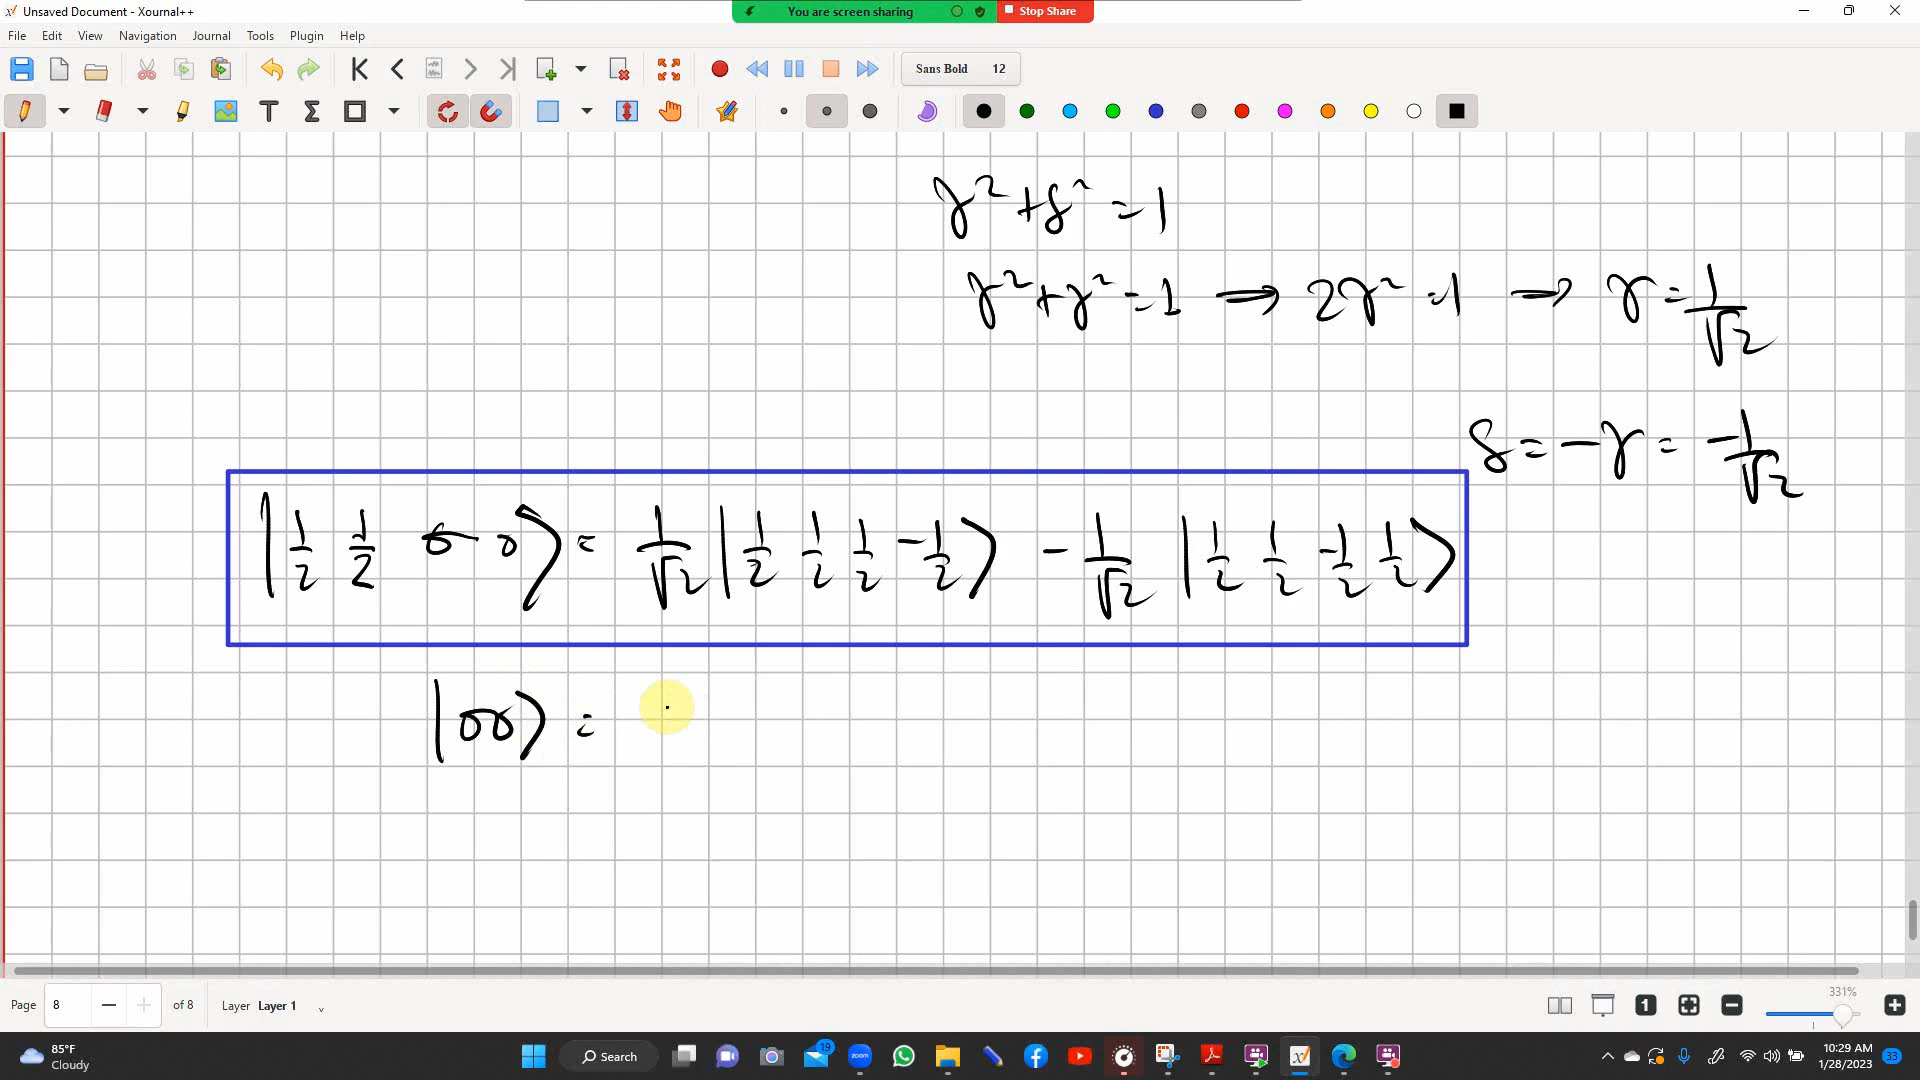 Unsaved Document - Xournal++
You are screen sharing
Stop Share
File Edit View Navigation Journal Tools Plugin Help
Sans Bold 12
γ² + δ² = 1
γ² + γ² = 1 → 2γ² = 1 → γ = 1/√2
δ = -γ = -1/√2
|1/2 1/2 0 0⟩ = 1/√2 |1/2 1/2 1/2 -1/2⟩ - 1/√2 |1/2 1/2 -1/2 1/2⟩
|00⟩ =
Page 8 of 8 Layer Layer 1
331%
85°F
Cloudy
Search
19
zoom
10:29 AM
1/28/2023
33